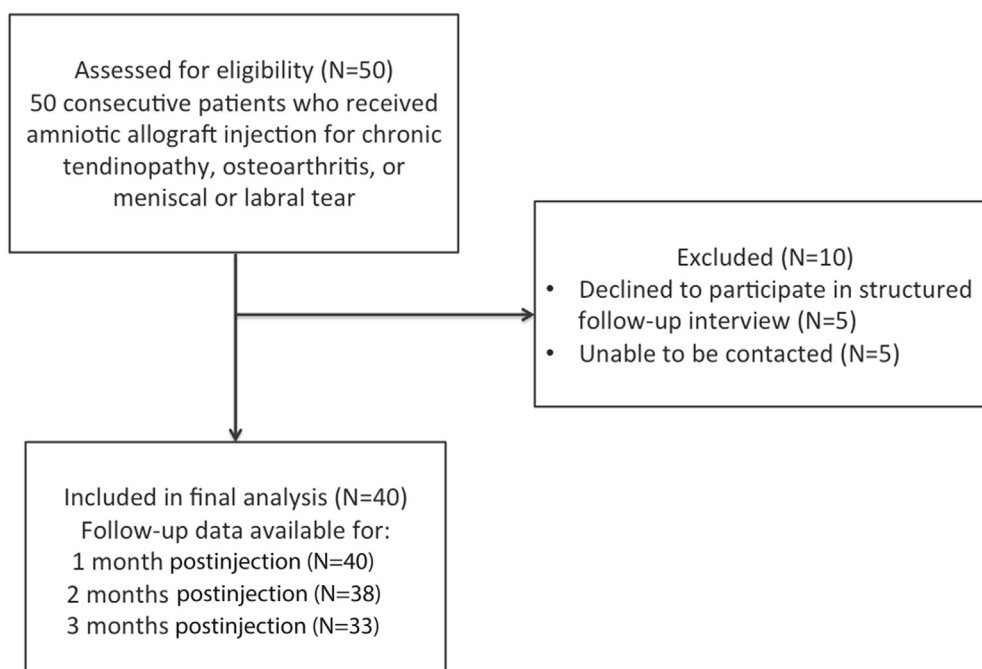 Assessed for eligibility (N=50)
50 consecutive patients who received
amniotic allograft injection for chronic
tendinopathy, osteoarthritis, or
meniscal or labral tear
Excluded (N=10)
• Declined to participate in structured
follow-up interview (N=5)
• Unable to be contacted (N=5)
Included in final analysis (N=40)
Follow-up data available for:
1 month postinjection (N=40)
2 months postinjection (N=38)
3 months postinjection (N=33)